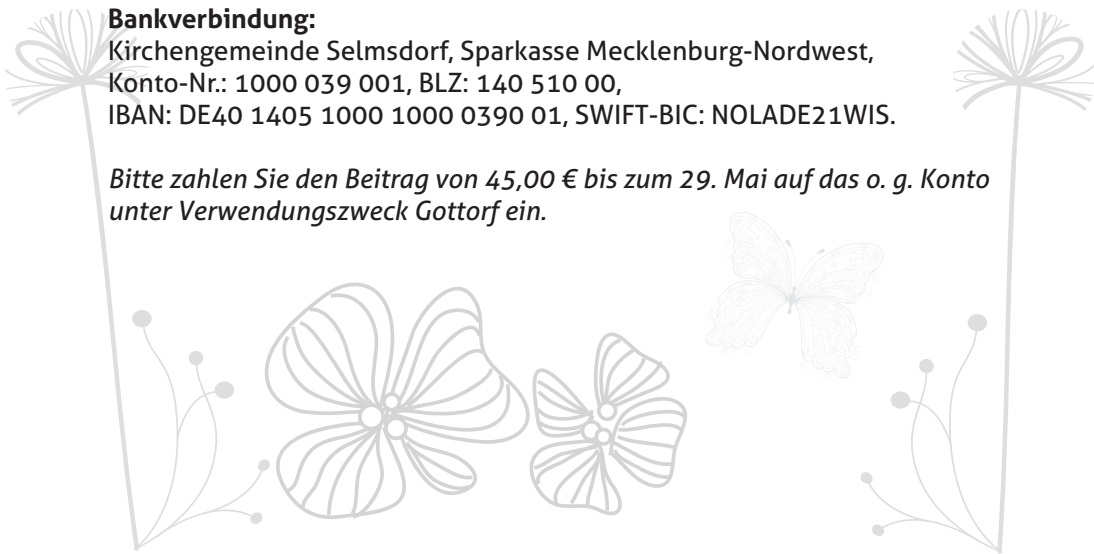 Bankverbindung:
Kirchengemeinde Selmsdorf, Sparkasse Mecklenburg-Nordwest,
Konto-Nr.: 1000 039 001, BLZ: 140 510 00,
IBAN: DE40 1405 1000 1000 0390 01, SWIFT-BIC: NOLADE21WIS.
Bitte zahlen Sie den Beitrag von 45,00 € bis zum 29. Mai auf das o. g. Konto
unter Verwendungszweck Gottorf ein.